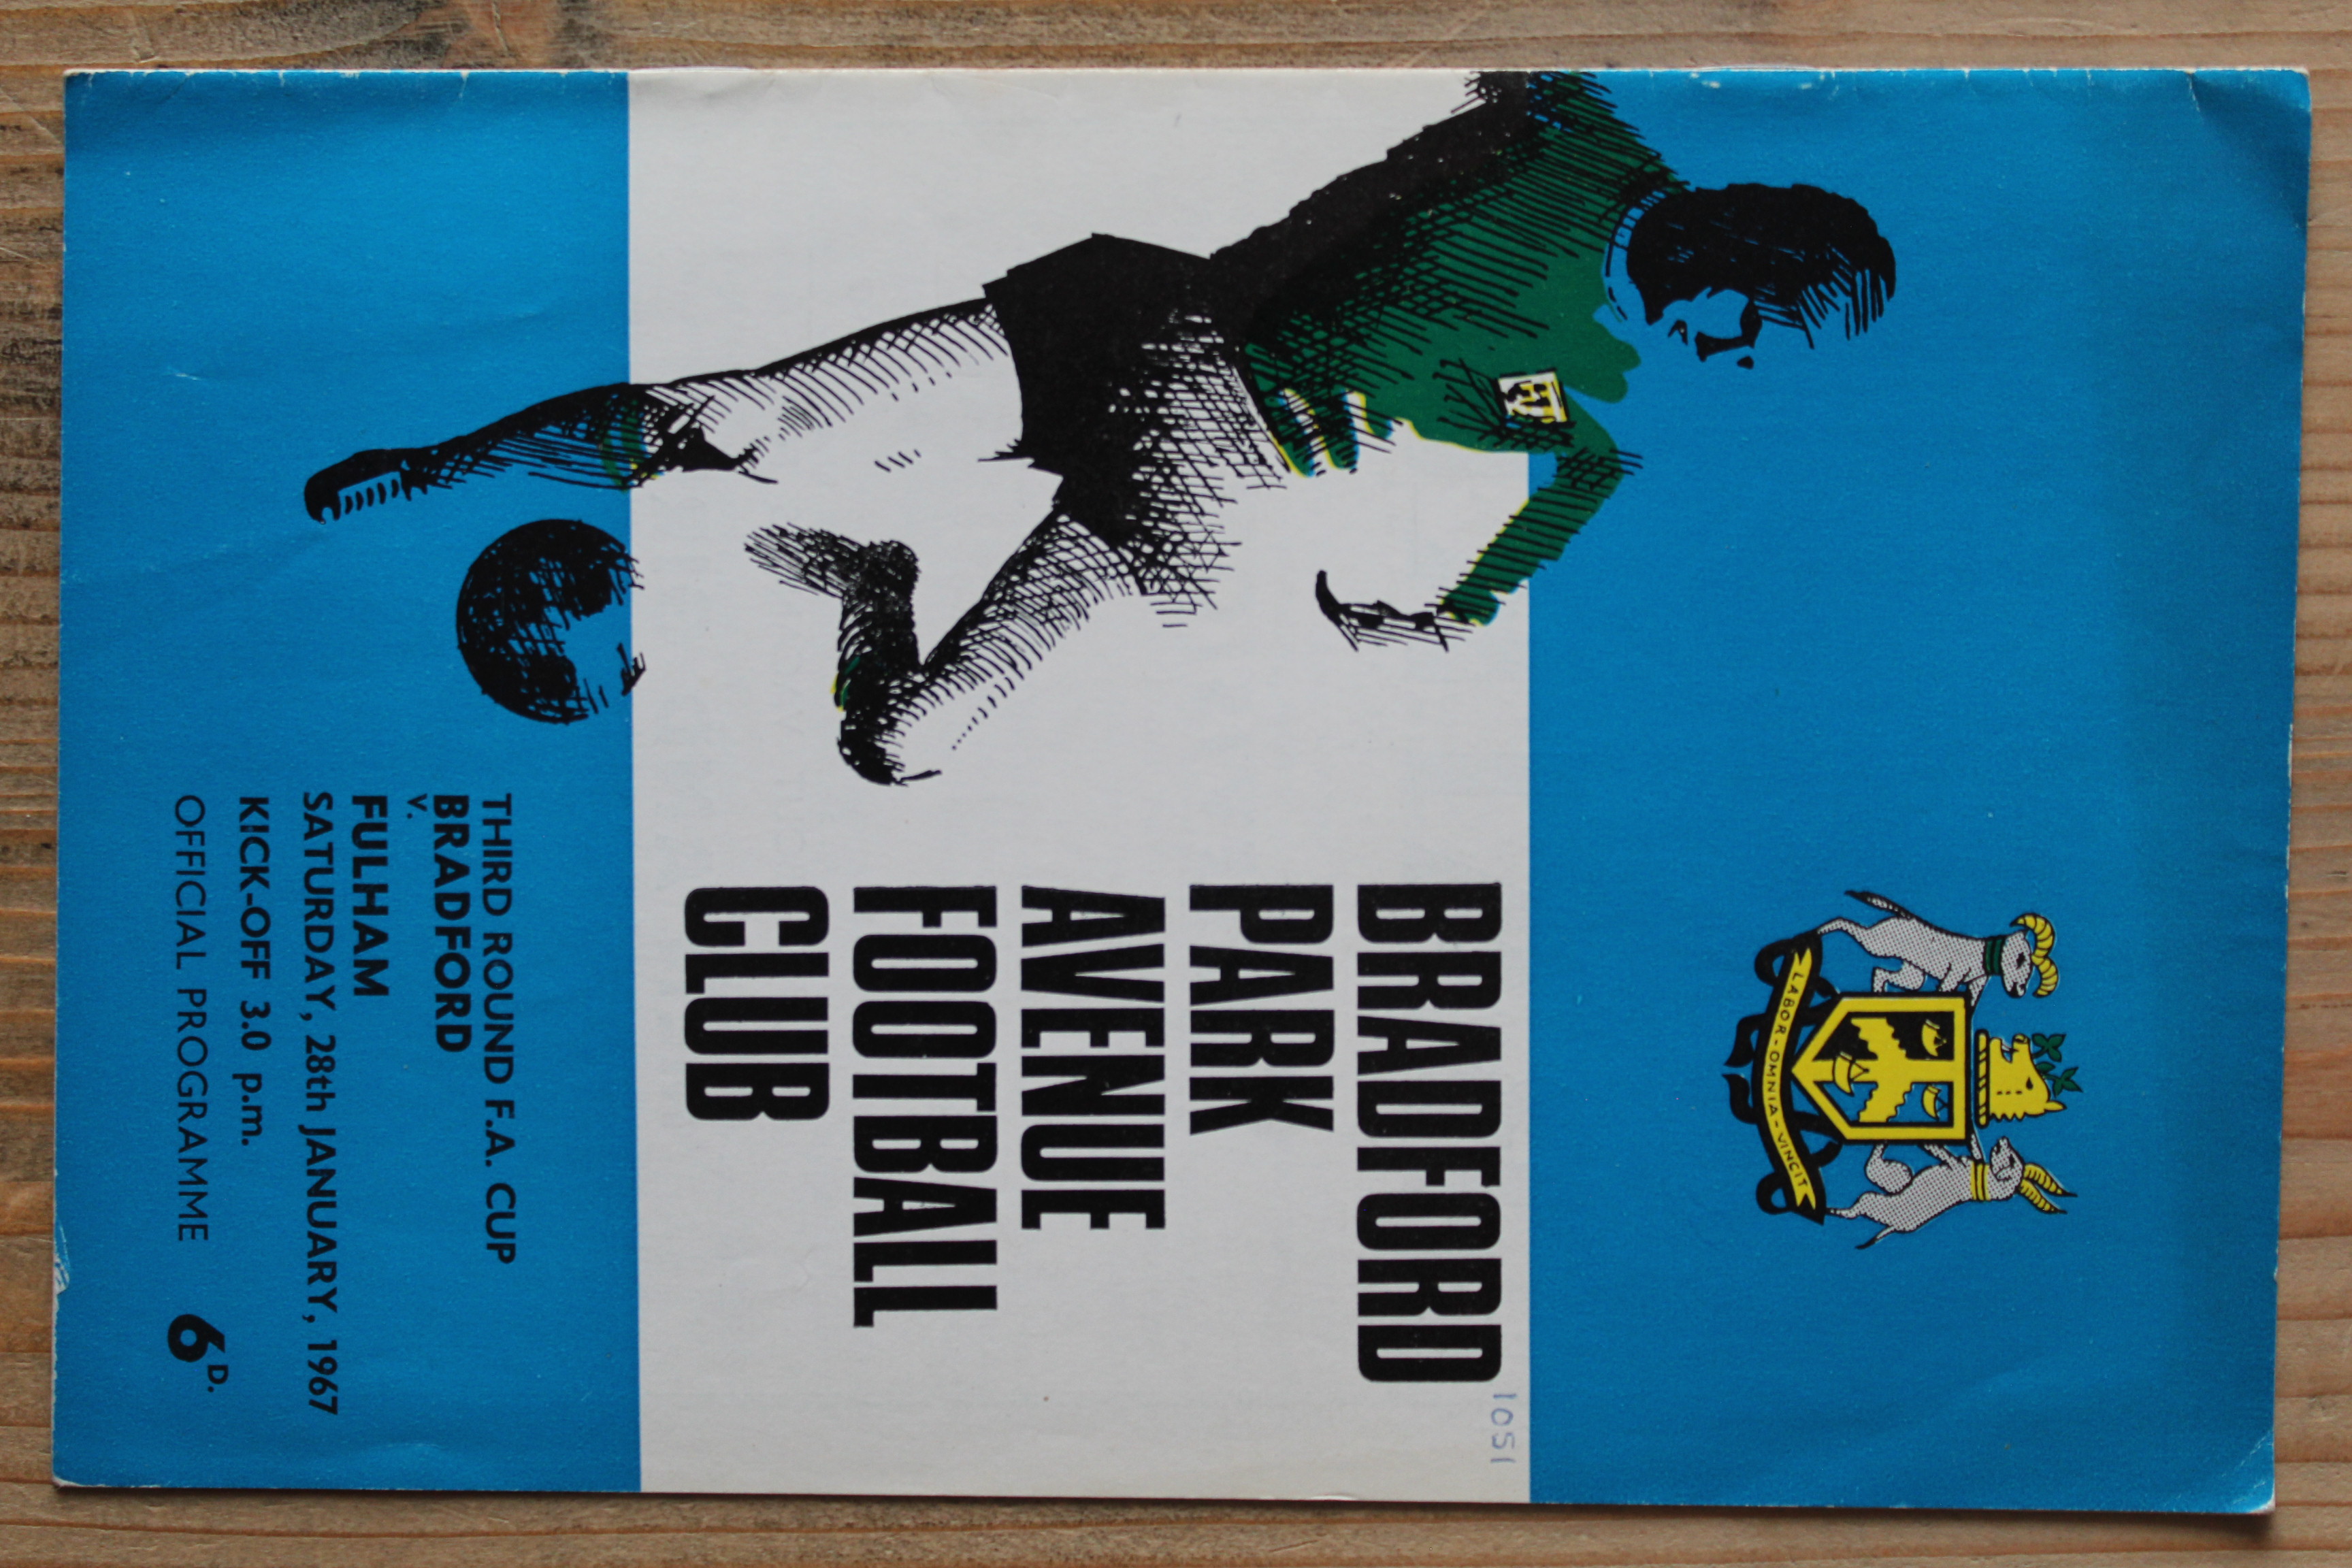 LABOR-OMNIA-VINCIT
1051
BRADFORD
PARK
AVENUE
FOOTBALL
CLUB
THIRD ROUND F.A. CUP
BRADFORD
v.
FULHAM
SATURDAY, 28th JANUARY, 1967
KICK-OFF 3.0 p.m.
OFFICIAL PROGRAMME 6D.